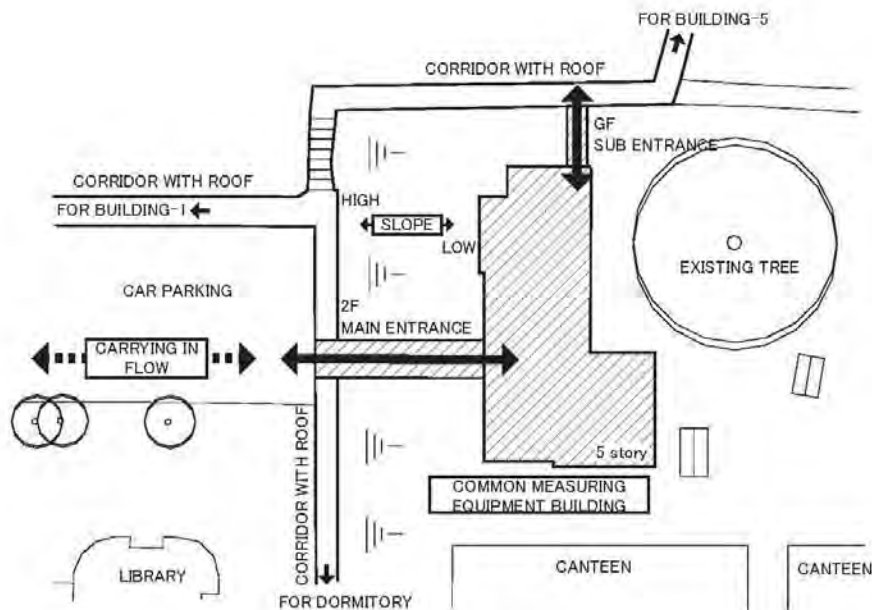 FOR BUILDING-5
CORRIDOR WITH ROOF
GF
SUB ENTRANCE
CORRIDOR WITH ROOF
FOR BUILDING-1
HIGH
SLOPE
LOW
EXISTING TREE
CAR PARKING
2F
MAIN ENTRANCE
CARRYING IN
FLOW
CORRIDOR WITH ROOF
5 story
COMMON MEASURING
EQUIPMENT BUILDING
LIBRARY
CANTEEN
CANTEEN
FOR DORMITORY